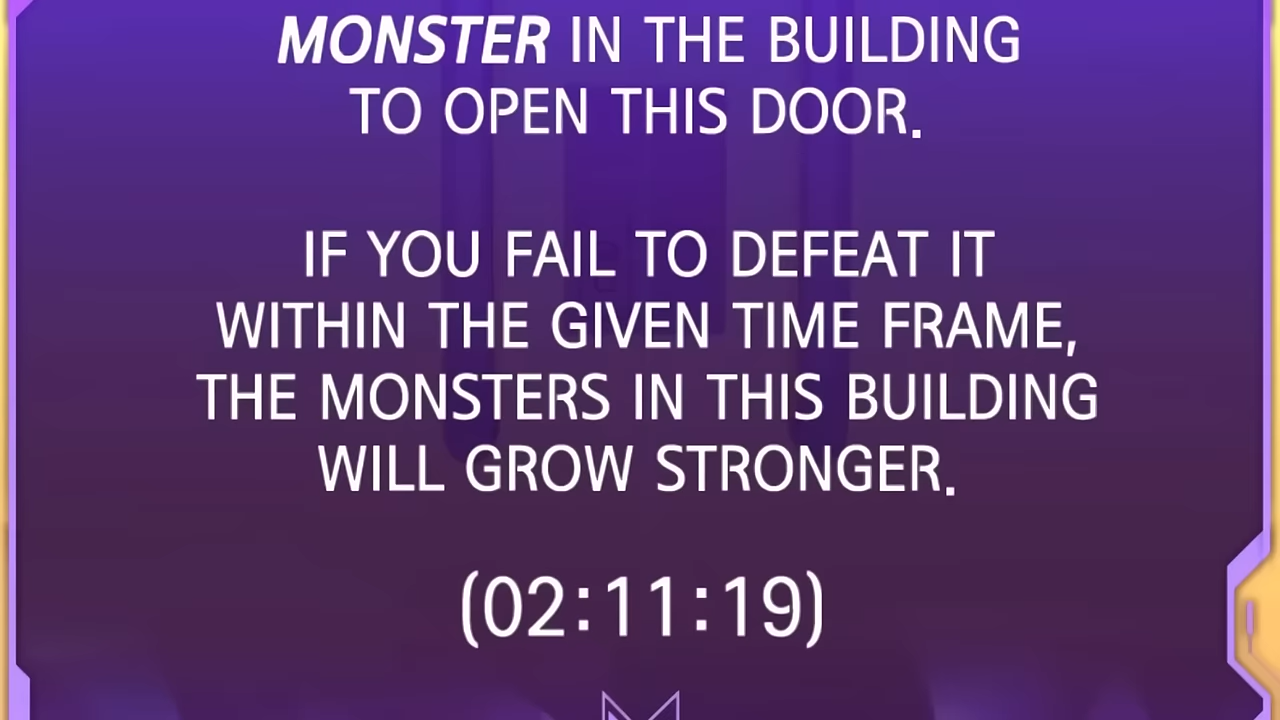 MONSTER IN THE BUILDING
TO OPEN THIS DOOR.
IF YOU FAIL TO DEFEAT IT
WITHIN THE GIVEN TIME FRAME,
THE MONSTERS IN THIS BUILDING
WILL GROW STRONGER.
(02:11:19)